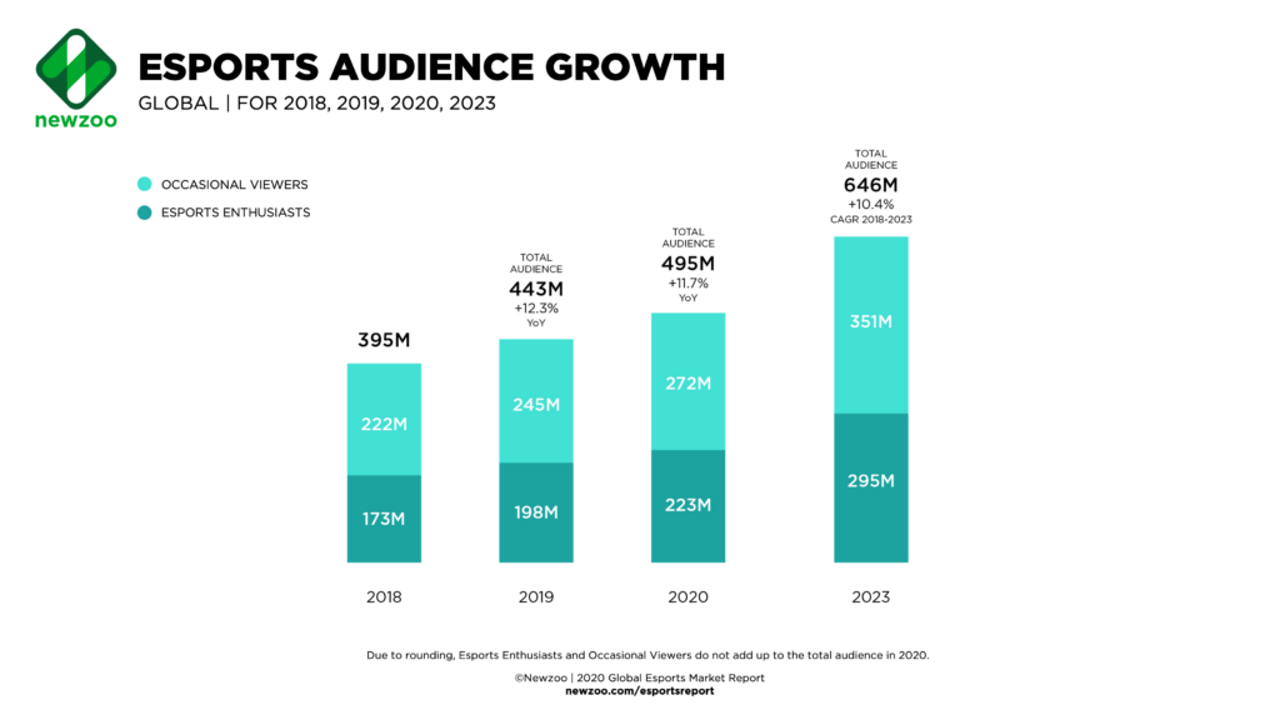 newzoo
ESPORTS AUDIENCE GROWTH
GLOBAL | FOR 2018, 2019, 2020, 2023
OCCASIONAL VIEWERS
ESPORTS ENTHUSIASTS
395M
222M
173M
2018
TOTAL
AUDIENCE
443M
+12.3%
YoY
245M
198M
2019
TOTAL
AUDIENCE
495M
+11.7%
YoY
272M
223M
2020
TOTAL
AUDIENCE
646M
+10.4%
CAGR 2018-2023
351M
295M
2023
Due to rounding, Esports Enthusiasts and Occasional Viewers do not add up to the total audience in 2020.
©Newzoo | 2020 Global Esports Market Report
newzoo.com/esportsreport